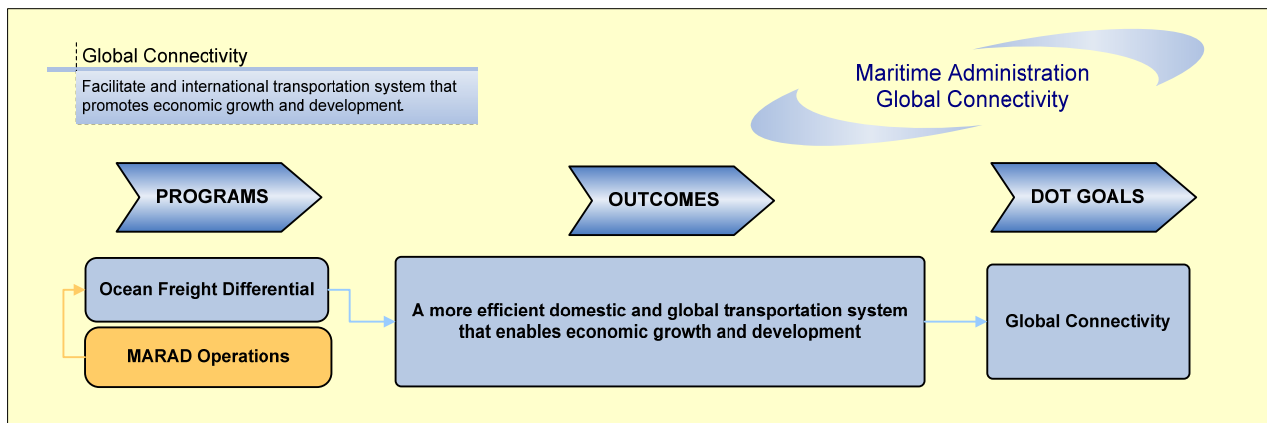 Global Connectivity
Facilitate and international transportation system that
promotes economic growth and development.
Maritime Administration
Global Connectivity
PROGRAMS
OUTCOMES
DOT GOALS
Ocean Freight Differential
MARAD Operations
A more efficient domestic and global transportation system
that enables economic growth and development
Global Connectivity